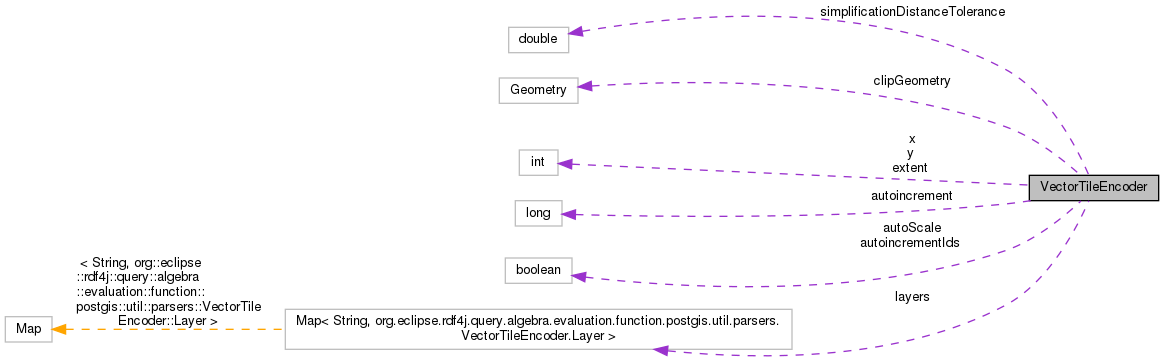 simplificationDistanceTolerance
double
clipGeometry
Geometry
x
y
extent
int
VectorTileEncoder
autoincrement
long
autoScale
autoincrementIds
boolean
< String, org::eclipse
::rdf4j::query::algebra
::evaluation::function::
postgis::util::parsers::VectorTile
Encoder::Layer >
layers
Map
Map< String, org.eclipse.rdf4j.query.algebra.evaluation.function.postgis.util.parsers.
VectorTileEncoder.Layer >